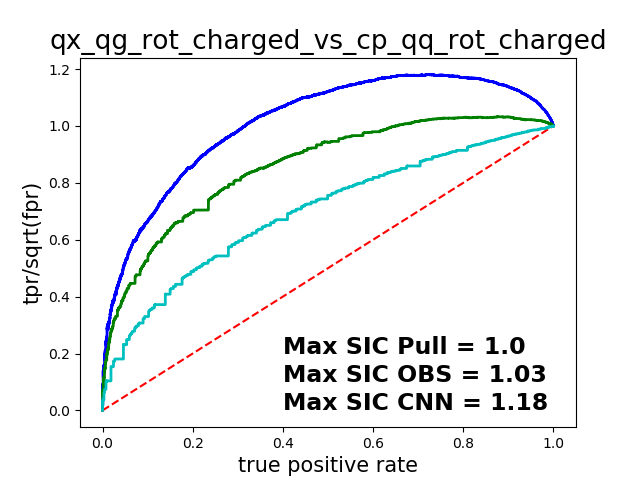 qx_qg_rot_charged_vs_cp_qq_rot_charged
1.2
1.0
0.8
0.6
0.4
0.2
0.0
tpr/sqrt(fpr)
Max SIC Pull = 1.0
Max SIC OBS = 1.03
Max SIC CNN = 1.18
0.0 0.2 0.4 0.6 0.8 1.0
true positive rate